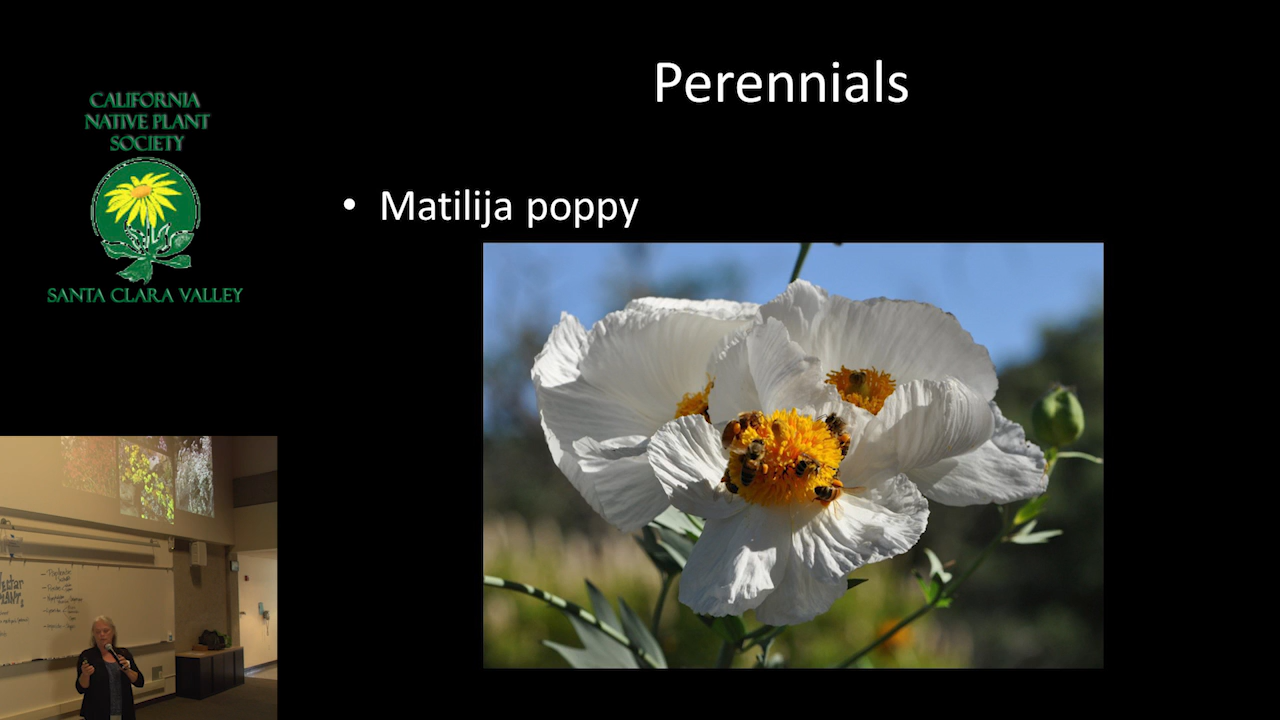 Perennials
CALIFORNIA
NATIVE PLANT
SOCIETY
SANTA CLARA VALLEY
• Matilija poppy